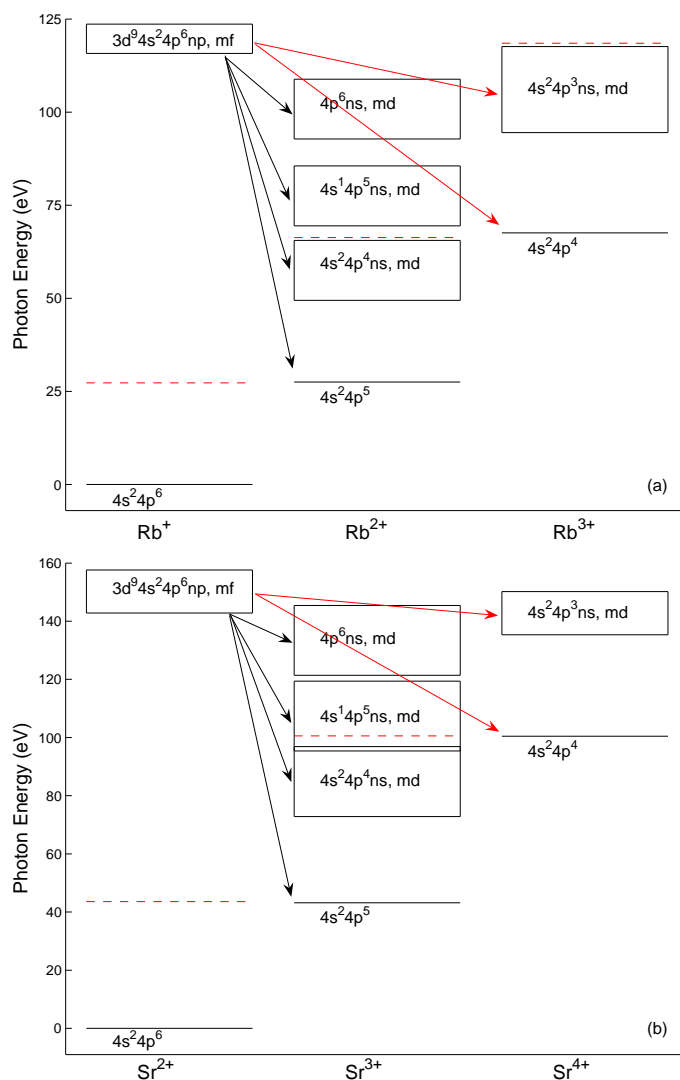 125
3d⁹4s²4p⁶np, mf
100
4p⁶ns, md
4s²4p³ns, md
75
4s¹4p⁵ns, md
4s²4p⁴
4s²4p⁴ns, md
50
25
4s²4p⁵
0
4s²4p⁶
(a)
Photon Energy (eV)
Rb⁺ Rb²⁺ Rb³⁺
160
3d⁹4s²4p⁶np, mf
4s²4p³ns, md
140
4p⁶ns, md
120
4s¹4p⁵ns, md
100
4s²4p⁴
4s²4p⁴ns, md
80
60
40
4s²4p⁵
20
0
4s²4p⁶
(b)
Photon Energy (eV)
Sr²⁺ Sr³⁺ Sr⁴⁺